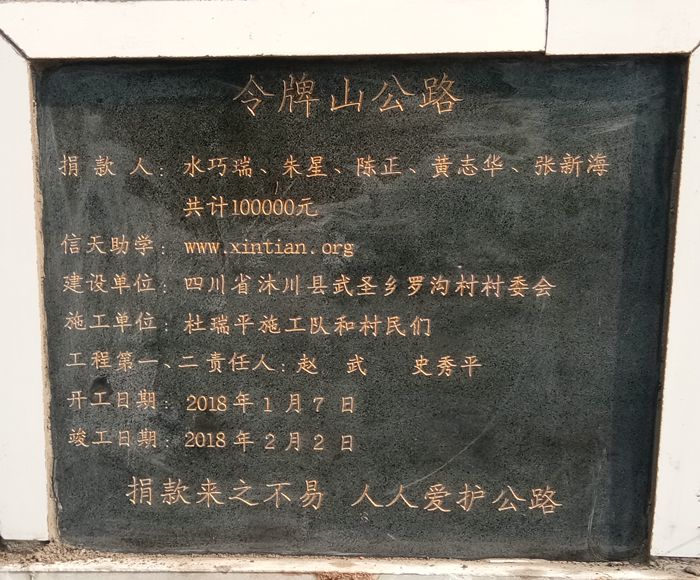 令牌山公路
捐款人：水巧瑞、朱星、陈正、黄志华、张新海
共计100000元
信天助学：www.xintian.org
建设单位：四川省沐川县武圣乡罗沟村村委会
施工单位：杜瑞平施工队和村民们
工程第一、二责任人：赵 武 史秀平
开工日期：2018年1月7日
竣工日期：2018年2月2日
捐款来之不易 人人爱护公路